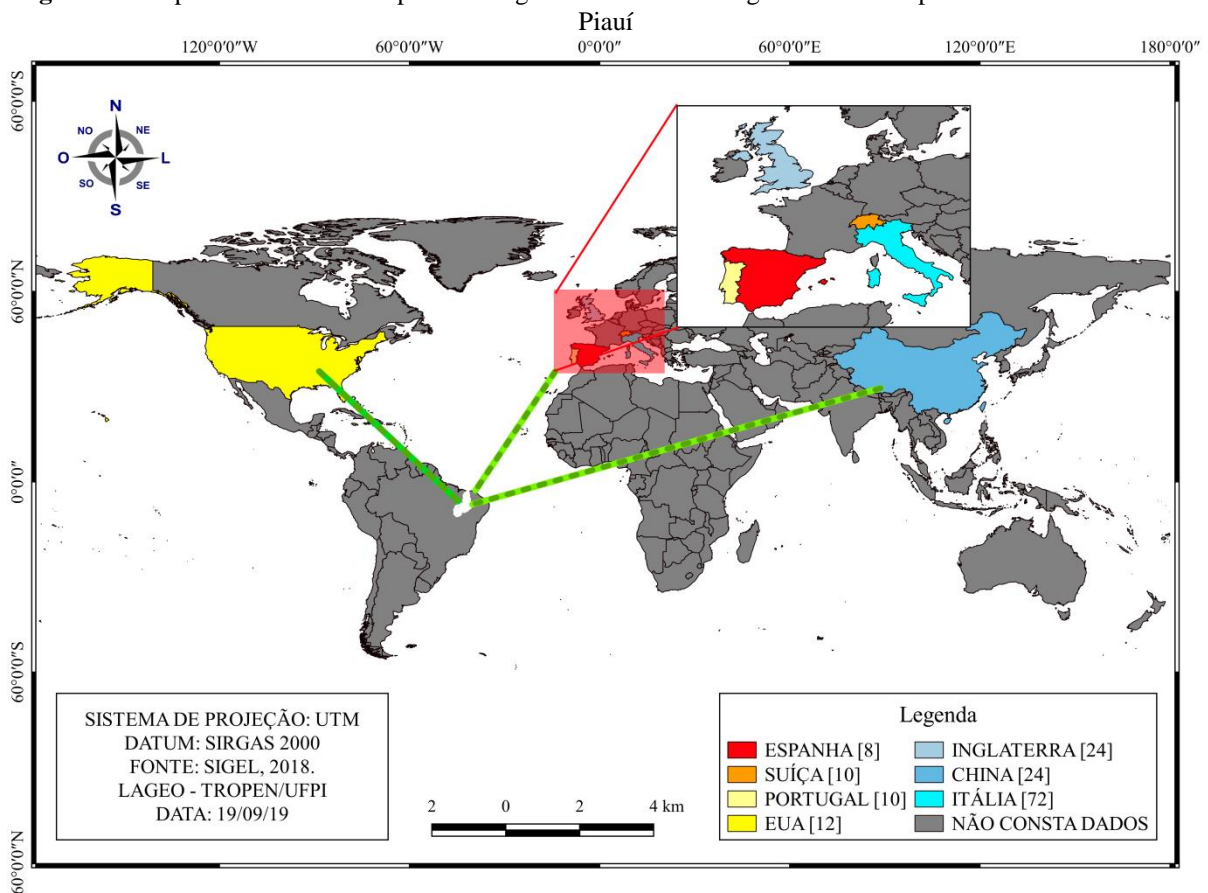 Piauí
120°0'0"W 60°0'0"W 0°0'0" 60°0'0"E 120°0'0"E 180°0'0"
60°0'0"S
60°0'0"N
0°0'0"
60°0'0"S
60°0'0"N
N
NO NE
O L
SO SE
S
SISTEMA DE PROJEÇÃO: UTM
DATUM: SIRGAS 2000
FONTE: SIGEL, 2018.
LAGEO - TROPEN/UFPI
DATA: 19/09/19
2 0 2 4 km
Legenda
ESPANHA [8]
SUÍÇA [10]
PORTUGAL [10]
EUA [12]
INGLATERRA [24]
CHINA [24]
ITÁLIA [72]
NÃO CONSTA DADOS